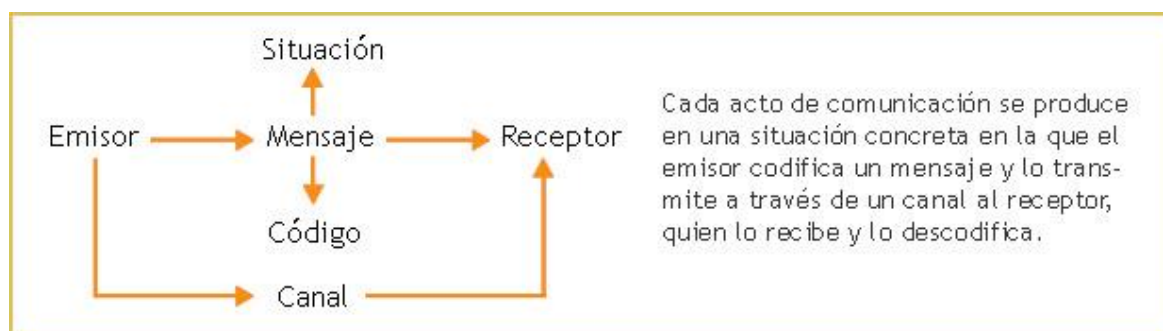 Situación
Emisor Mensaje Receptor
Código
Canal
Cada acto de comunicación se produce
en una situación concreta en la que el
emisor codifica un mensaje y lo trans-
mite a través de un canal al receptor,
quien lo recibe y lo descodifica.